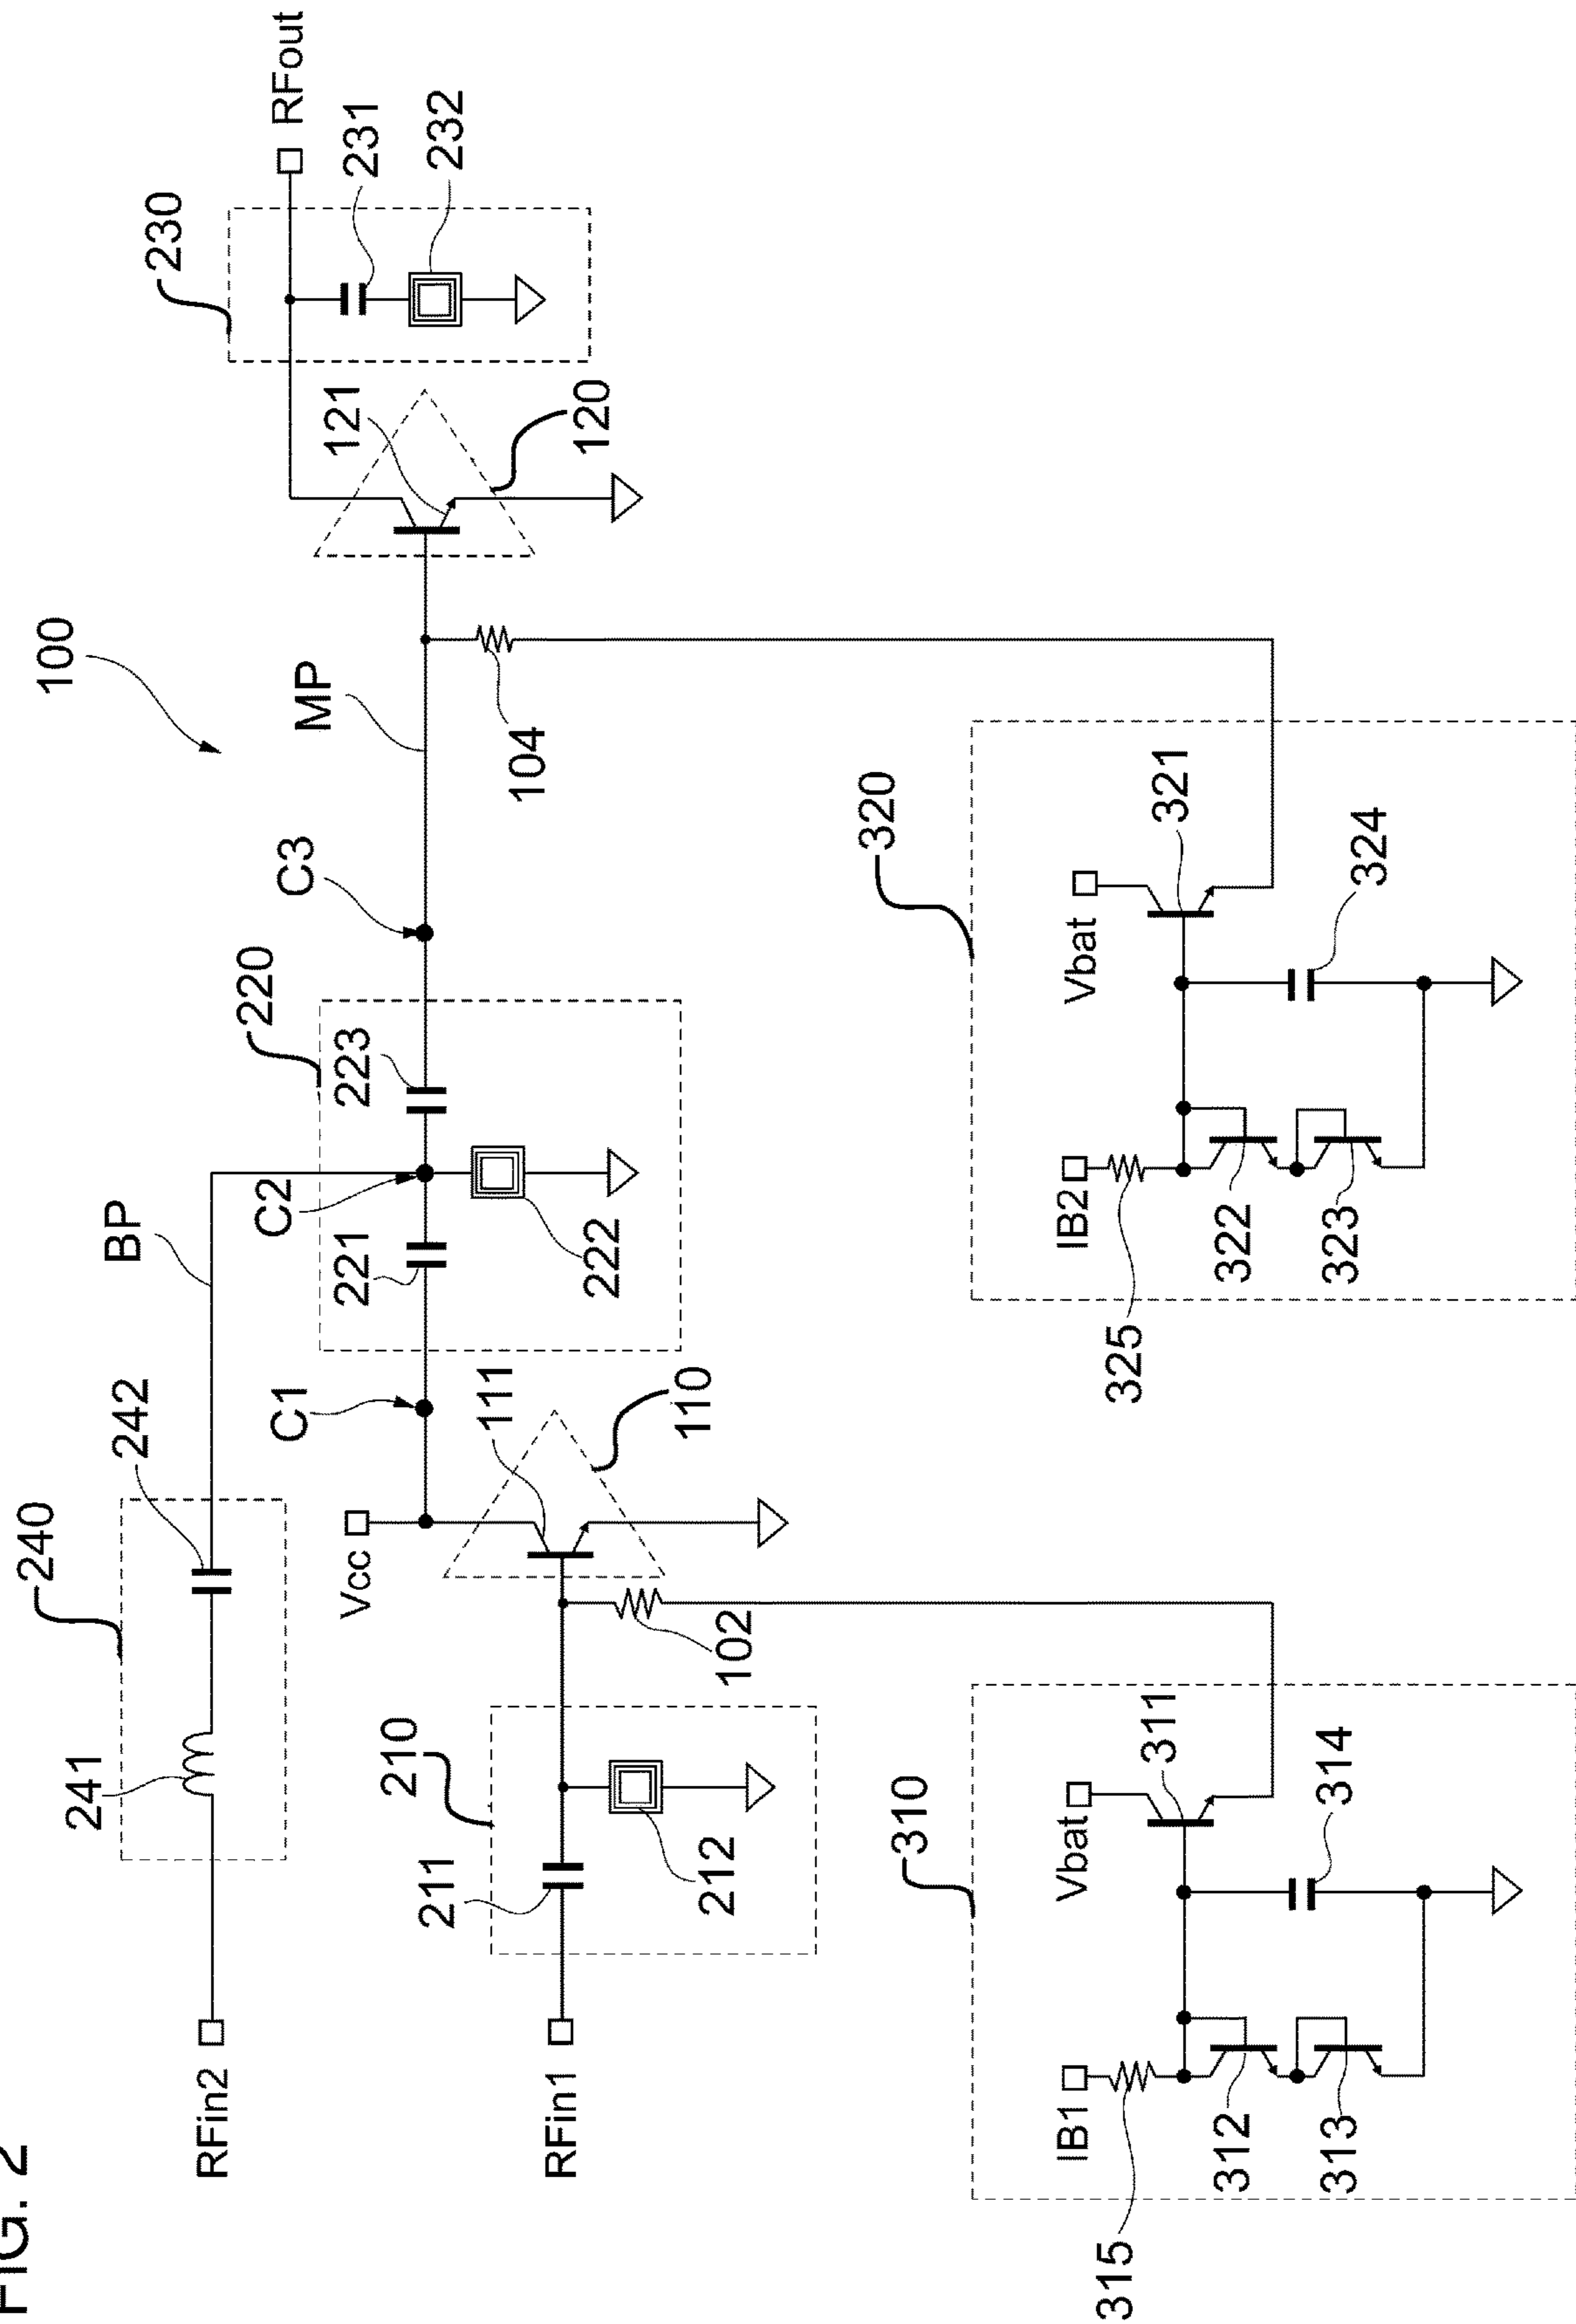 FIG. 2
100
RFin2
240
241
242
BP
RFin1
210
211
212
102
Vcc
110
111
C1
220
221
C2
222
223
C3
MP
104
120
121
230
231
232
RFout
310
IB1
315
312
313
Vbat
311
314
320
IB2
325
322
323
Vbat
321
324